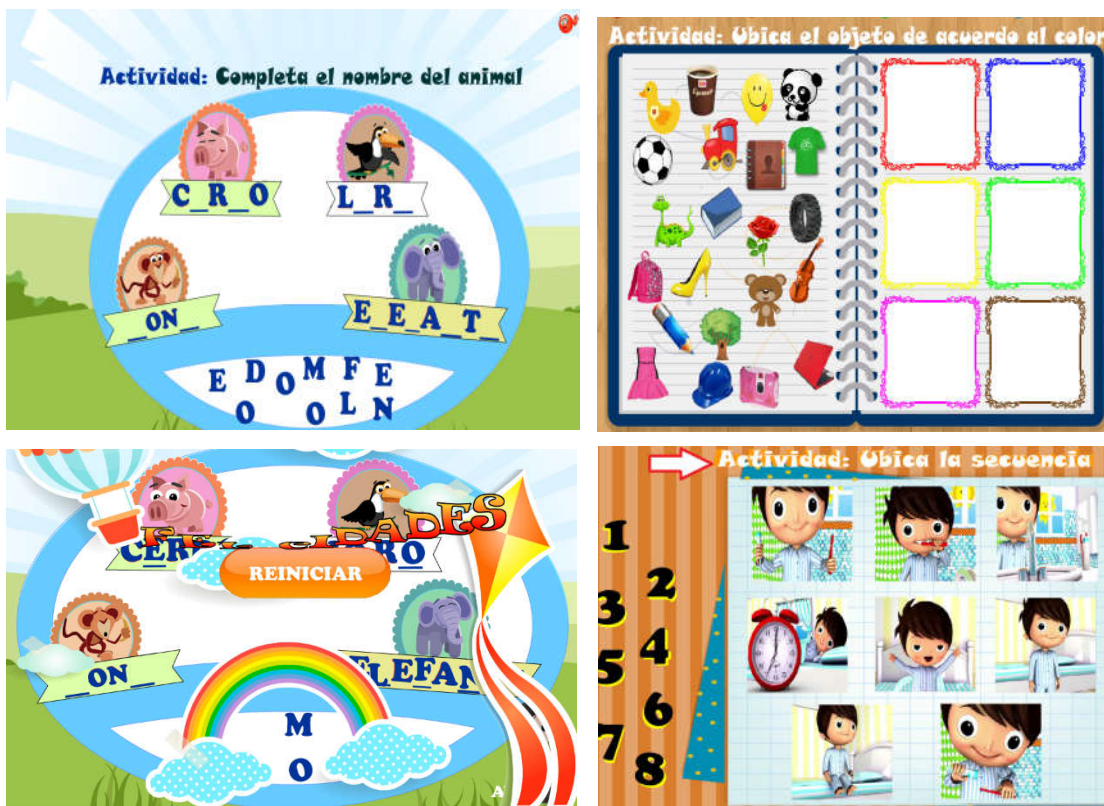 Actividad: Completa el nombre del animal
C_R_O
L_R_
_ON_
E_E_A_T_
E D O M F E
O O L N
Actividad: Ubica el objeto de acuerdo al color
FELICIDADES
REINICIAR
_ON_
M
O
Actividad: Ubica la secuencia
1
2
3
4
5
6
7
8